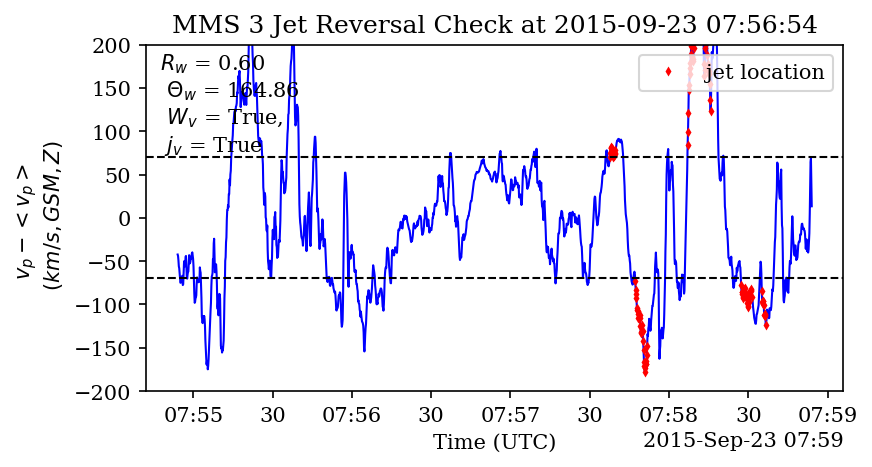 MMS 3 Jet Reversal Check at 2015-09-23 07:56:54
R_w = 0.60
Θ_w = 164.86
W_v = True,
j_v = True
jet location
200
150
100
50
0
−50
−100
−150
−200
v_p − < v_p >
(km/s, GSM, Z)
07:55 30 07:56 30 07:57 30 07:58 30 07:59
Time (UTC)
2015-Sep-23 07:59